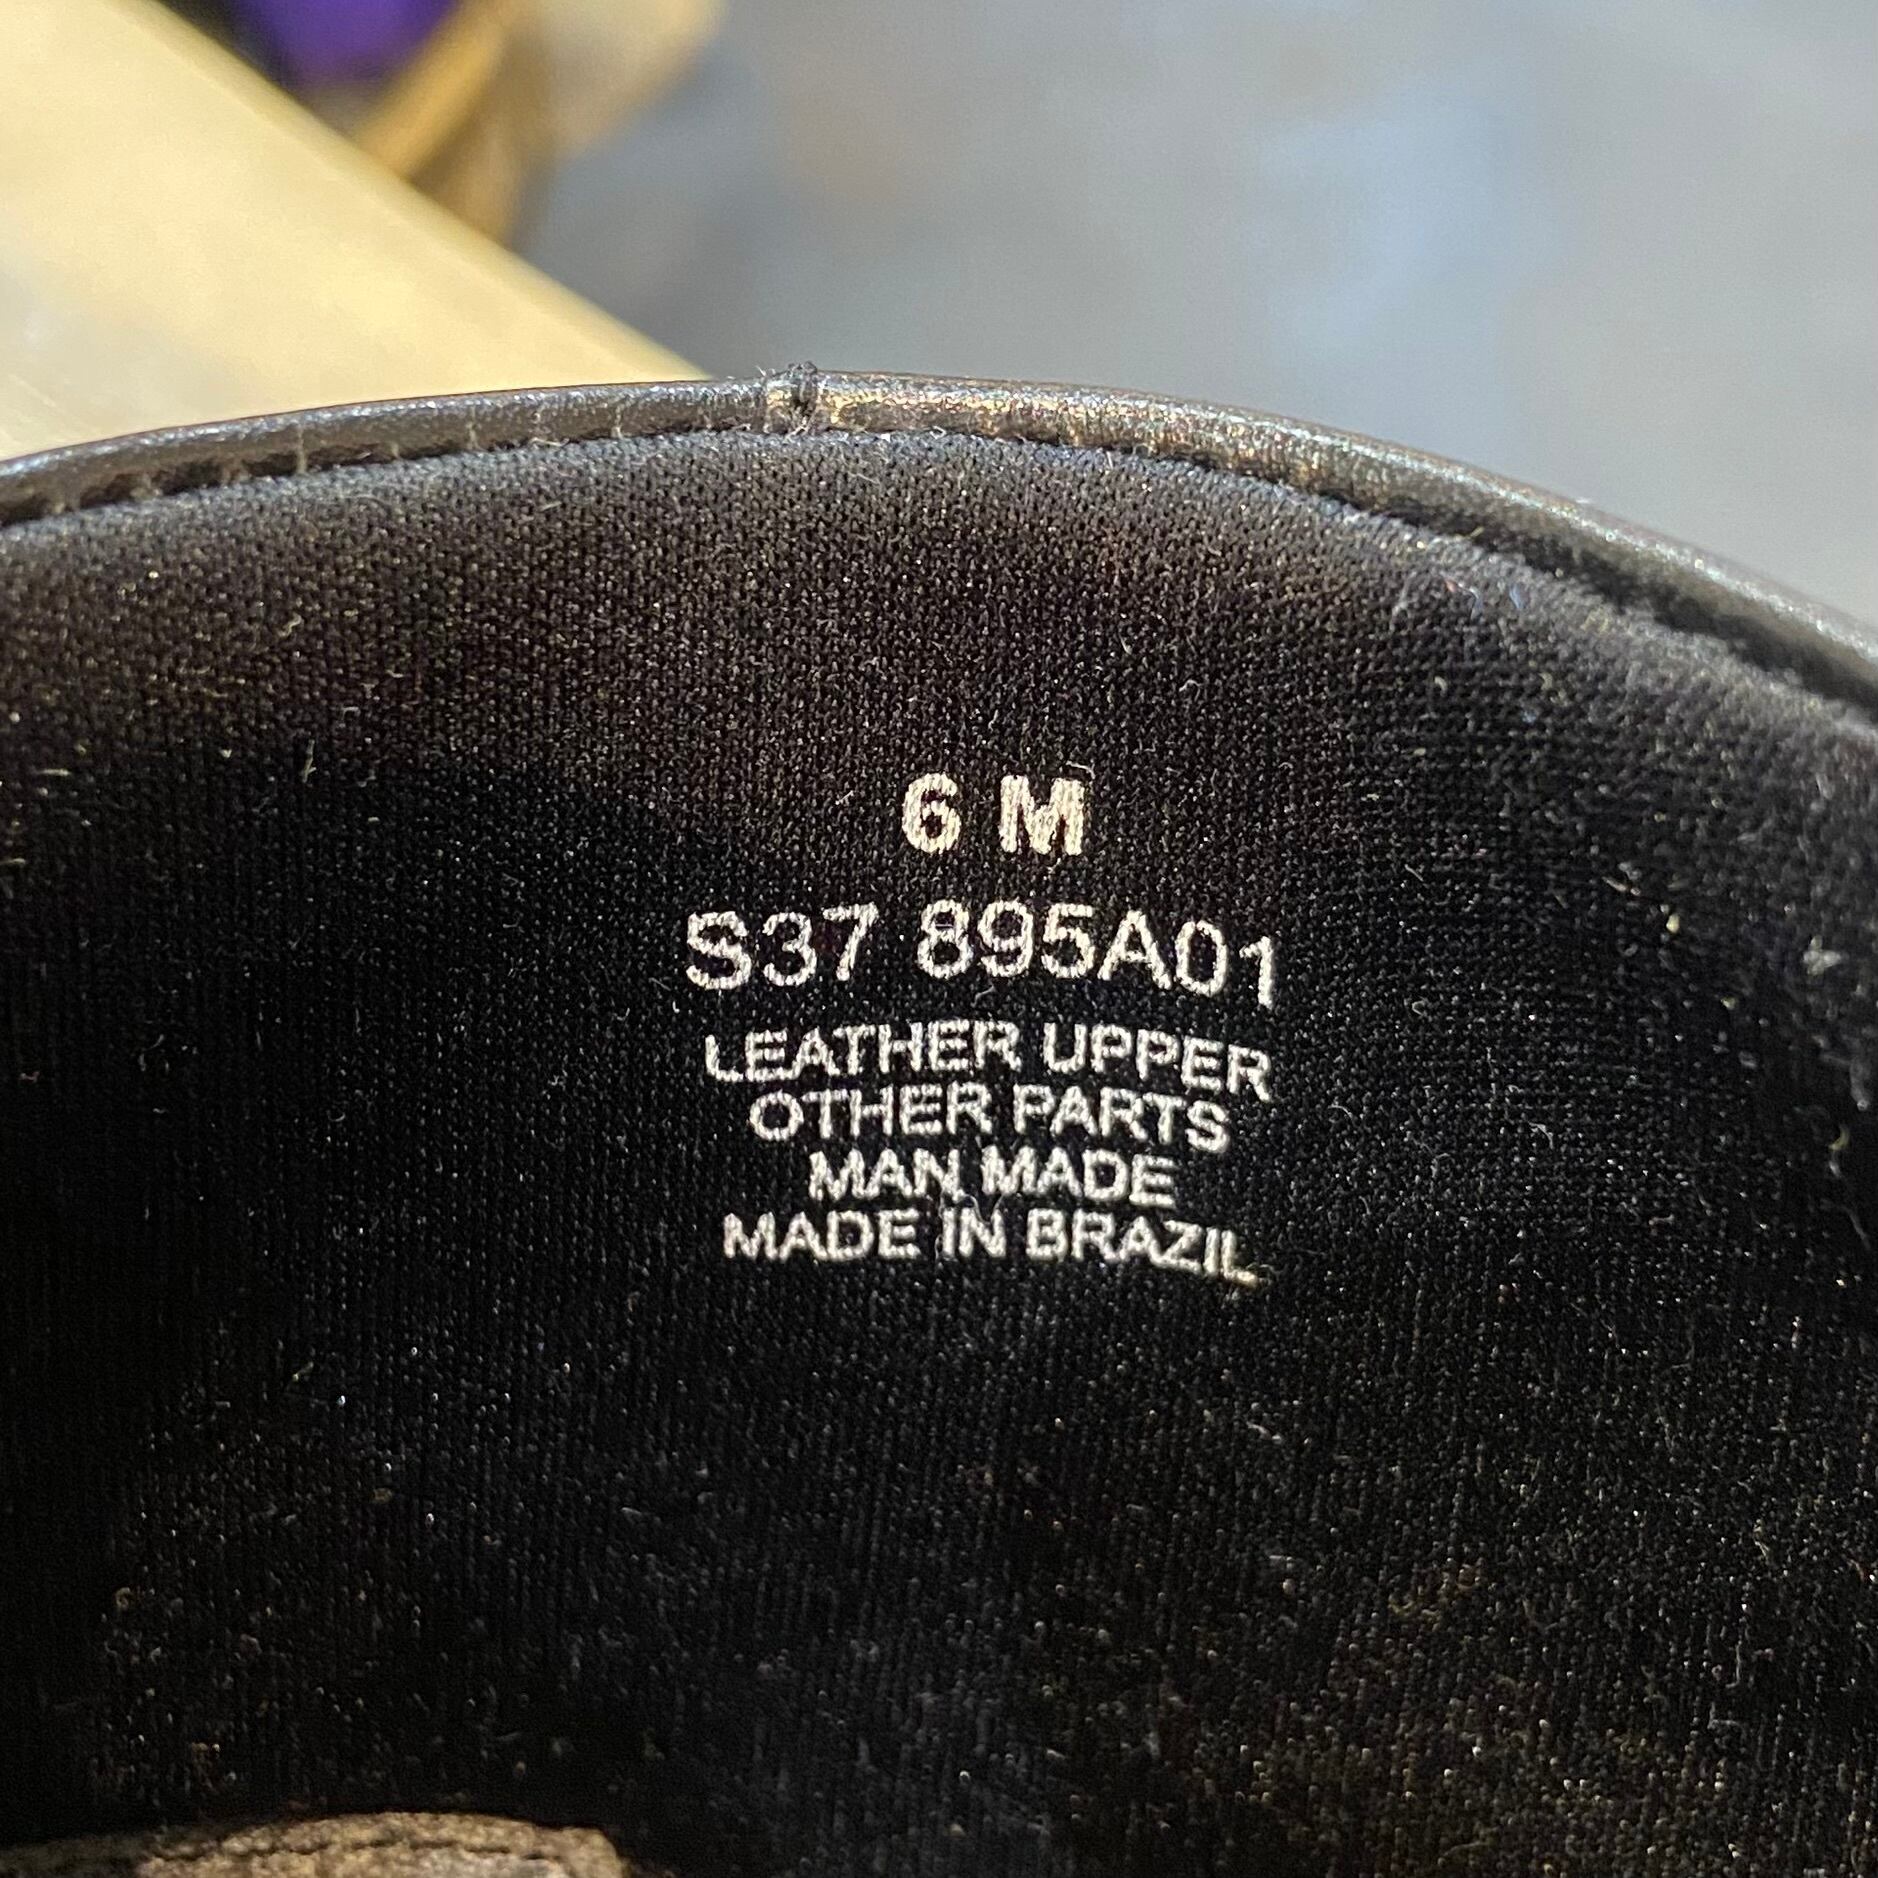 6 M
S37 895A01
LEATHER UPPER
OTHER PARTS
MAN MADE
MADE IN BRAZIL